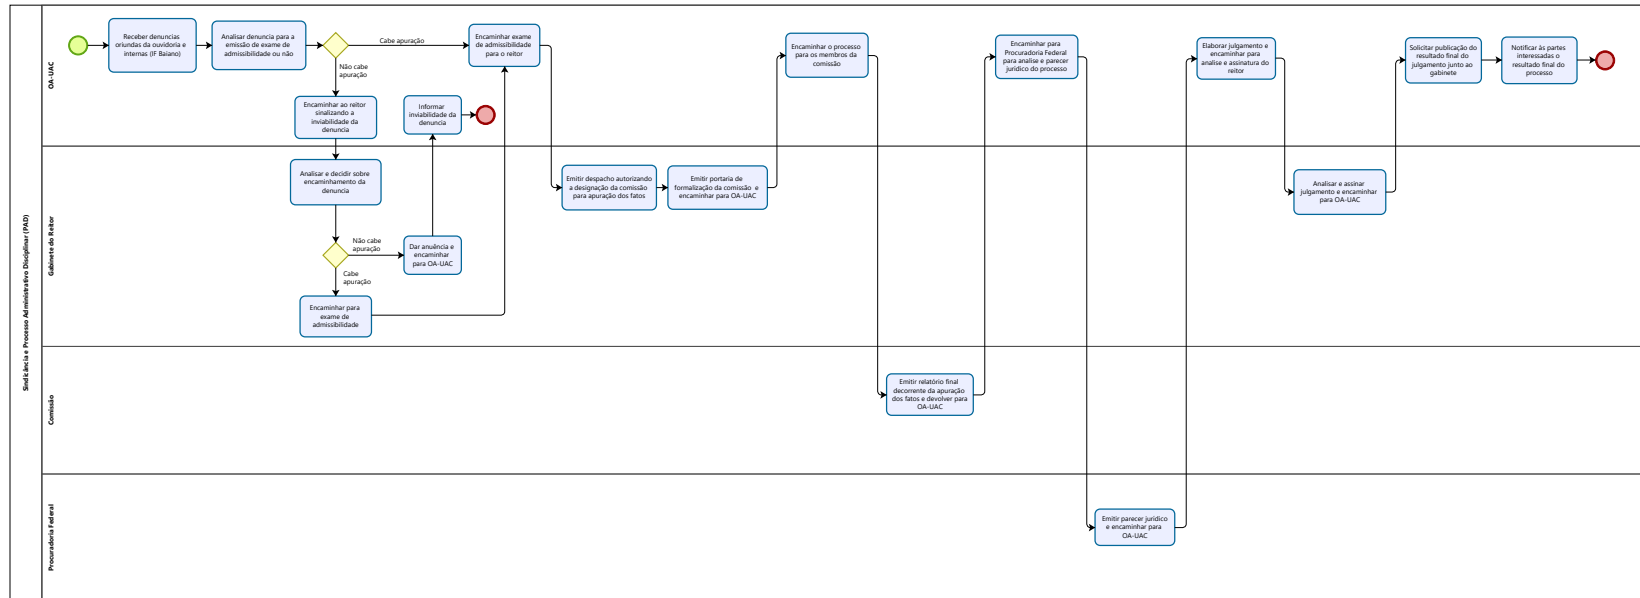 Sindicância e Processo Administrativo Disciplinar (PAD)
OA-UAC
Receber denuncias
oriundas da ouvidoria e
internas (IF Baiano)
Analisar denuncia para a
emissão de exame de
admissibilidade ou não
Cabe apuração
Não cabe
apuração
Encaminhar ao reitor
sinalizando a
inviabilidade da
denuncia
Informar
inviabilidade da
denuncia
Encaminhar exame
de admissibilidade
para o reitor
Encaminhar o processo
para os membros da
comissão
Encaminhar para
Procuradoria Federal
para analise e parecer
jurídico do processo
Elaborar julgamento e
encaminhar para
analise e assinatura do
reitor
Solicitar publicação do
resultado final do
julgamento junto ao
gabinete
Notificar às partes
interessadas o
resultado final do
processo
Gabinete do Reitor
Analisar e decidir sobre
encaminhamento da
denuncia
Não cabe
apuração
Cabe
apuração
Dar anuência e
encaminhar
para OA-UAC
Encaminhar para
exame de
admissibilidade
Emitir despacho autorizando
a designação da comissão
para apuração dos fatos
Emitir portaria de
formalização da comissão e
encaminhar para OA-UAC
Analisar e assinar
julgamento e encaminhar
para OA-UAC
Comissão
Emitir relatório final
decorrente da apuração
dos fatos e devolver para
OA-UAC
Procuradoria Federal
Emitir parecer jurídico
e encaminhar para
OA-UAC